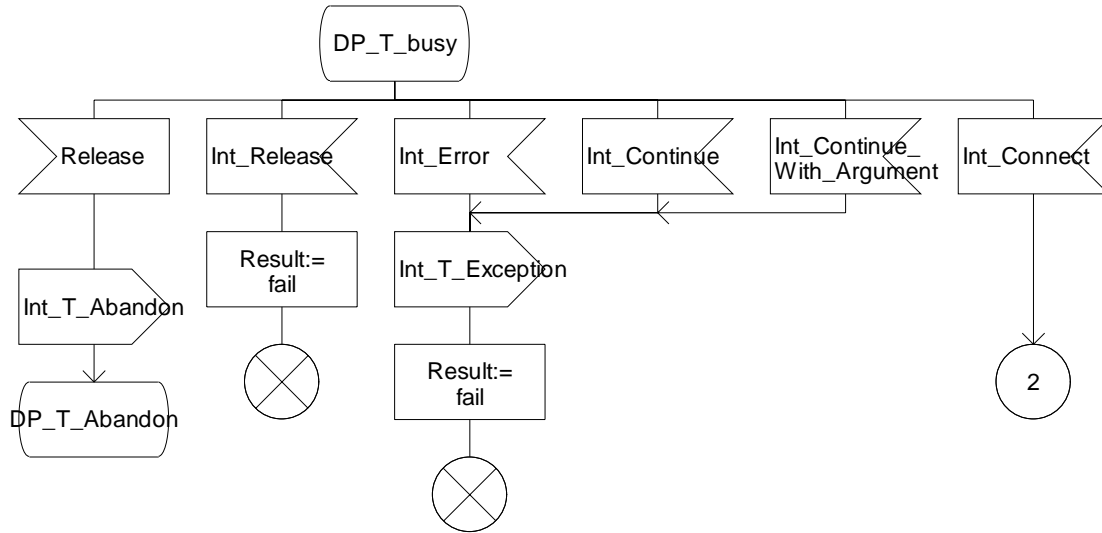 DP_T_busy
Release
Int_Release
Int_Error
Int_Continue
Int_Continue_
With_Argument
Int_Connect
Result:=
fail
Int_T_Exception
Int_T_Abandon
Result:=
fail
2
DP_T_Abandon